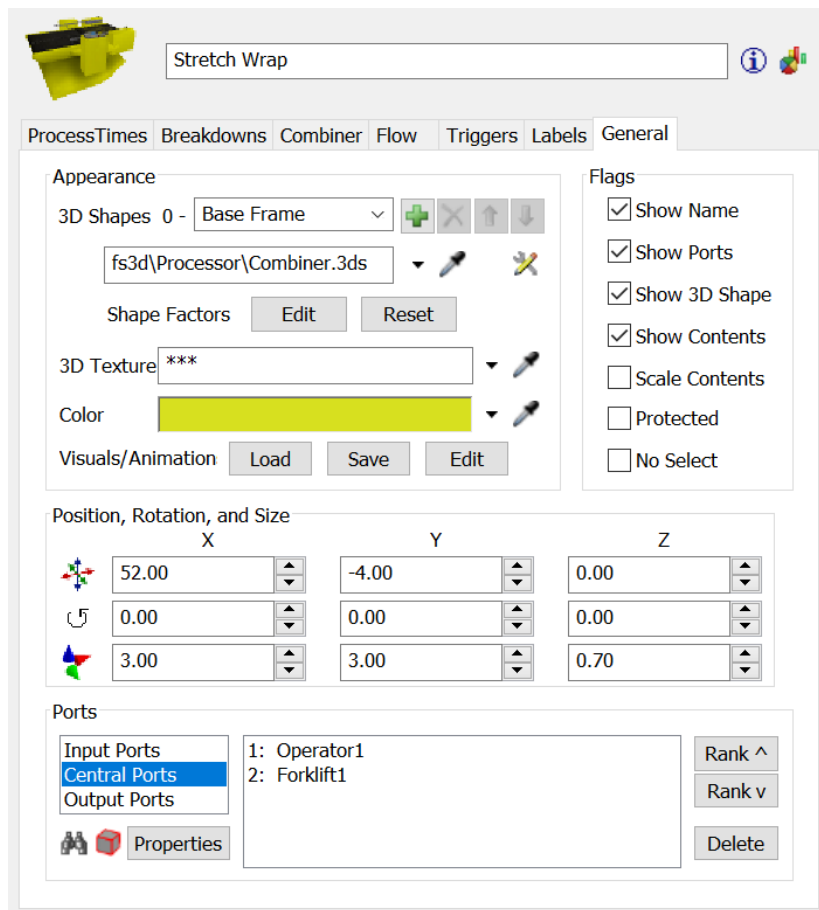 Stretch Wrap
ProcessTimes Breakdowns Combiner Flow Triggers Labels General
Appearance
3D Shapes 0 - Base Frame
fs3d\Processor\Combiner.3ds
Shape Factors Edit Reset
3D Texture ***
Color
Visuals/Animation Load Save Edit
Flags
Show Name
Show Ports
Show 3D Shape
Show Contents
Scale Contents
Protected
No Select
Position, Rotation, and Size
X Y Z
52.00 -4.00 0.00
0.00 0.00 0.00
3.00 3.00 0.70
Ports
Input Ports
Central Ports
Output Ports
1: Operator1
2: Forklift1
Rank ^
Rank v
Properties
Delete